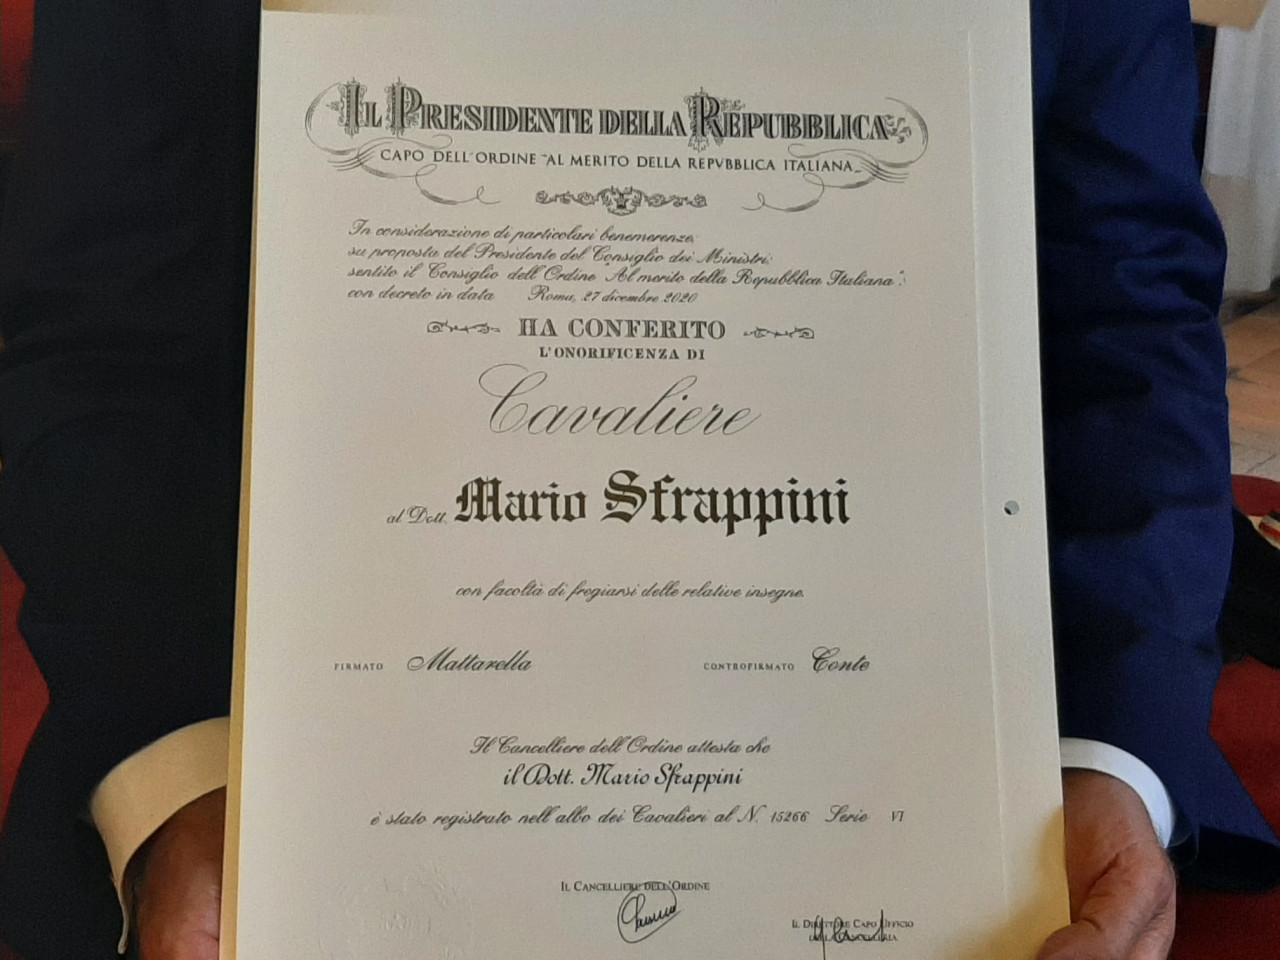 IL PRESIDENTE DELLA REPUBBLICA
CAPO DELL'ORDINE "AL MERITO DELLA REPVBBLICA ITALIANA„
In considerazione di particolari benemerenze;
su proposta del Presidente del Consiglio dei Ministri;
sentito il Consiglio dell'Ordine "Al merito della Repubblica Italiana";
con decreto in data Roma, 27 dicembre 2020
HA CONFERITO
L'ONORIFICENZA DI
Cavaliere
al Dott. Mario Sfrappini
con facoltà di fregiarsi delle relative insegne.
FIRMATO Mattarella CONTROFIRMATO Conte
Il Cancelliere dell'Ordine attesta che
il Dott. Mario Sfrappini
è stato registrato nell'albo dei Cavalieri al N. 15266 Serie VI
IL CANCELLIERE DELL'ORDINE
IL DIRETTORE CAPO UFFICIO
DELLA CANCELLERIA